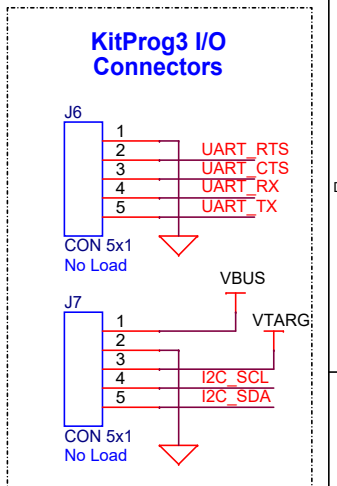 KitProg3 I/O
Connectors
J6
1
2 UART_RTS
3 UART_CTS
4 UART_RX
5 UART_TX
CON 5x1
No Load
VBUS
J7
VTARG
1
2
3
4 I2C_SCL
5 I2C_SDA
CON 5x1
No Load